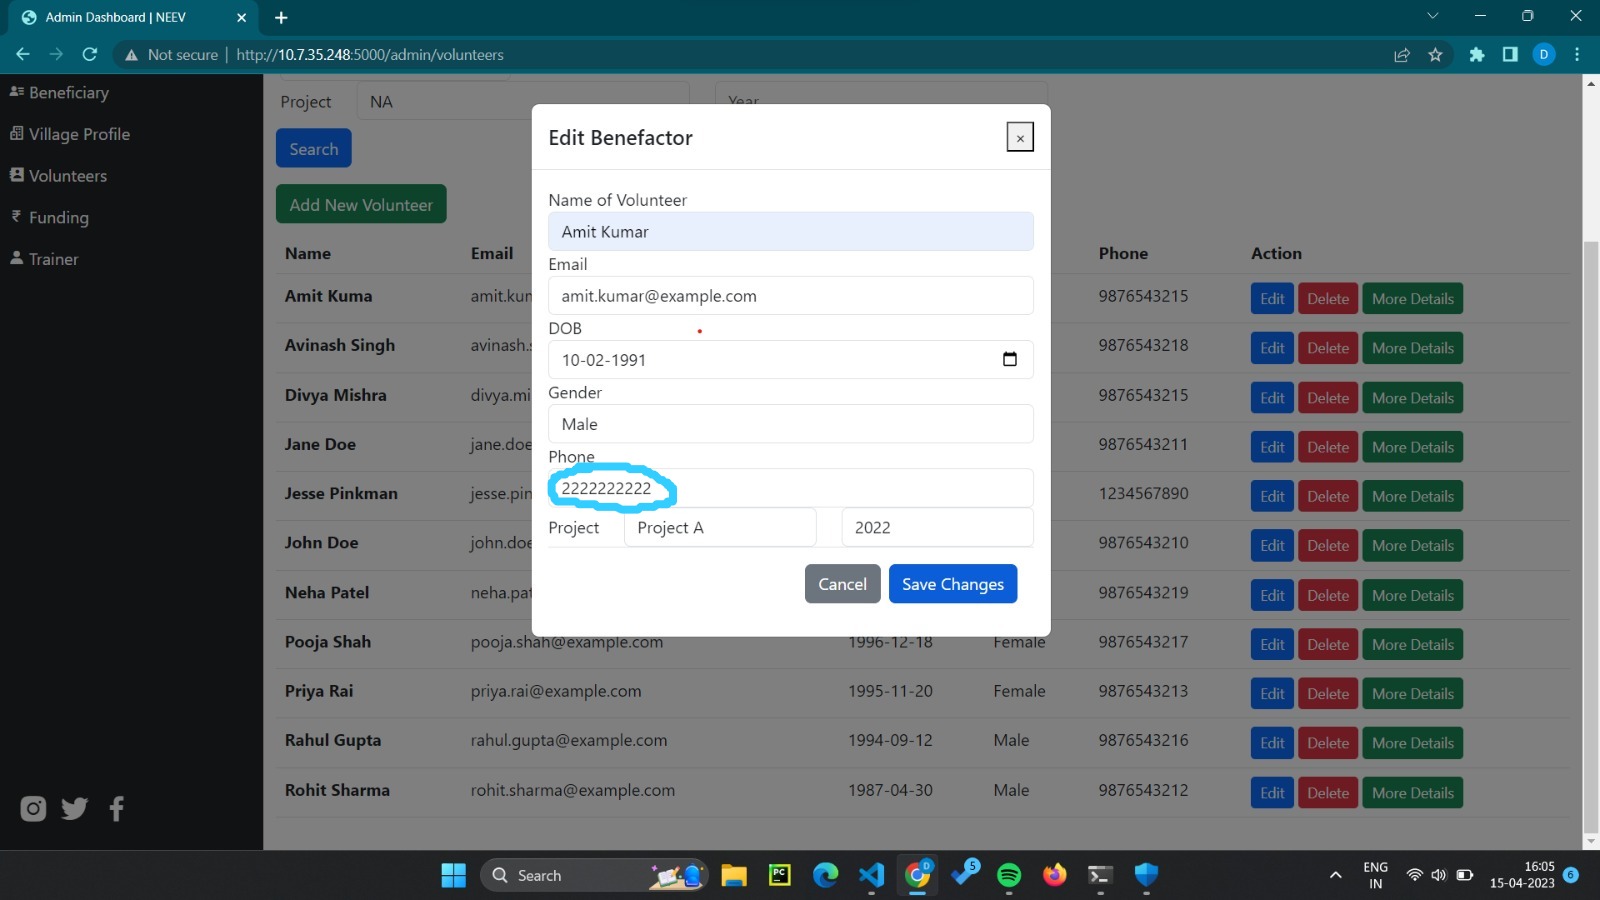 Admin Dashboard | NEEV
Not secure | http://10.7.35.248:5000/admin/volunteers
D
Beneficiary
Village Profile
Volunteers
Funding
Trainer
Project NA Year
Search
Add New Volunteer
Name Email Phone Action
Amit Kuma amit.kum 9876543215 Edit Delete More Details
Avinash Singh avinash.s 9876543218 Edit Delete More Details
Divya Mishra divya.mi 9876543215 Edit Delete More Details
Jane Doe jane.doe 9876543211 Edit Delete More Details
Jesse Pinkman jesse.pin 1234567890 Edit Delete More Details
John Doe john.doe 9876543210 Edit Delete More Details
Neha Patel neha.pat 9876543219 Edit Delete More Details
Pooja Shah pooja.shah@example.com 1996-12-18 Female 9876543217 Edit Delete More Details
Priya Rai priya.rai@example.com 1995-11-20 Female 9876543213 Edit Delete More Details
Rahul Gupta rahul.gupta@example.com 1994-09-12 Male 9876543216 Edit Delete More Details
Rohit Sharma rohit.sharma@example.com 1987-04-30 Male 9876543212 Edit Delete More Details
Edit Benefactor
×
Name of Volunteer
Amit Kumar
Email
amit.kumar@example.com
DOB
10-02-1991
Gender
Male
Phone
2222222222
Project Project A 2022
Cancel Save Changes
Search
PC
D
5
ENG
IN
16:05
15-04-2023
6